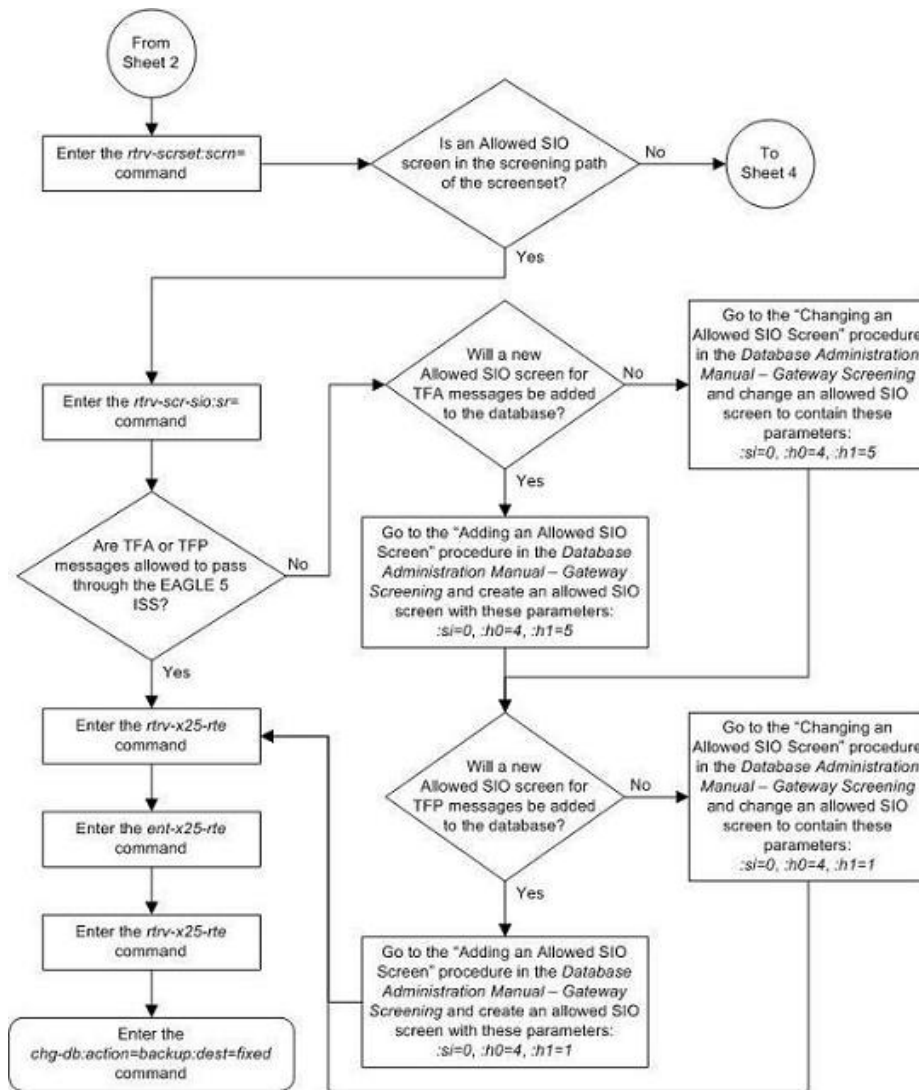 From
Sheet 2
Enter the rtrv-scrset:scrn=
command
Is an Allowed SIO
screen in the screening path
of the screenset?
No
To
Sheet 4
Yes
Enter the rtrv-scr-sio:sr=
command
Will a new
Allowed SIO screen for
TFA messages be added
to the database?
No
Go to the “Changing an
Allowed SIO Screen” procedure
in the Database Administration
Manual – Gateway Screening
and change an allowed SIO
screen to contain these
parameters:
:si=0, :h0=4, :h1=5
Yes
Are TFA or TFP
messages allowed to pass
through the EAGLE 5
ISS?
No
Go to the “Adding an Allowed SIO
Screen” procedure in the Database
Administration Manual – Gateway
Screening and create an allowed SIO
screen with these parameters:
:si=0, :h0=4, :h1=5
Yes
Enter the rtrv-x25-rte
command
Will a new
Allowed SIO screen for
TFP messages be added
to the database?
No
Go to the “Changing an
Allowed SIO Screen” procedure
in the Database Administration
Manual – Gateway Screening
and change an allowed SIO
screen to contain these
parameters:
:si=0, :h0=4, :h1=1
Enter the ent-x25-rte
command
Yes
Enter the rtrv-x25-rte
command
Go to the “Adding an Allowed SIO
Screen” procedure in the Database
Administration Manual – Gateway
Screening and create an allowed SIO
screen with these parameters:
:si=0, :h0=4, :h1=1
Enter the
chg-db:action=backup:dest=fixed
command